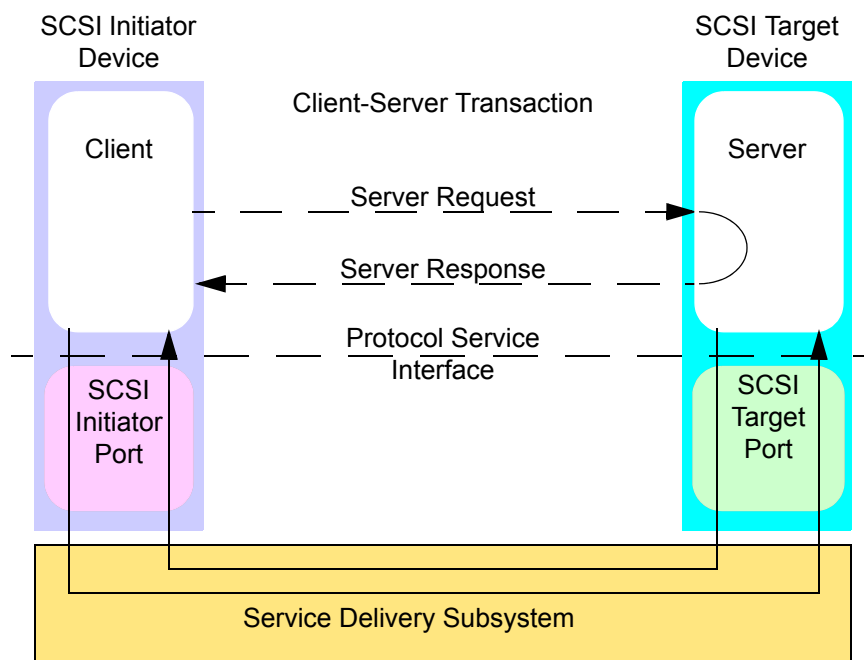 SCSI Initiator
Device
SCSI Target
Device
Client-Server Transaction
Client
Server
Server Request
Server Response
Protocol Service
Interface
SCSI
Initiator
Port
SCSI
Target
Port
Service Delivery Subsystem